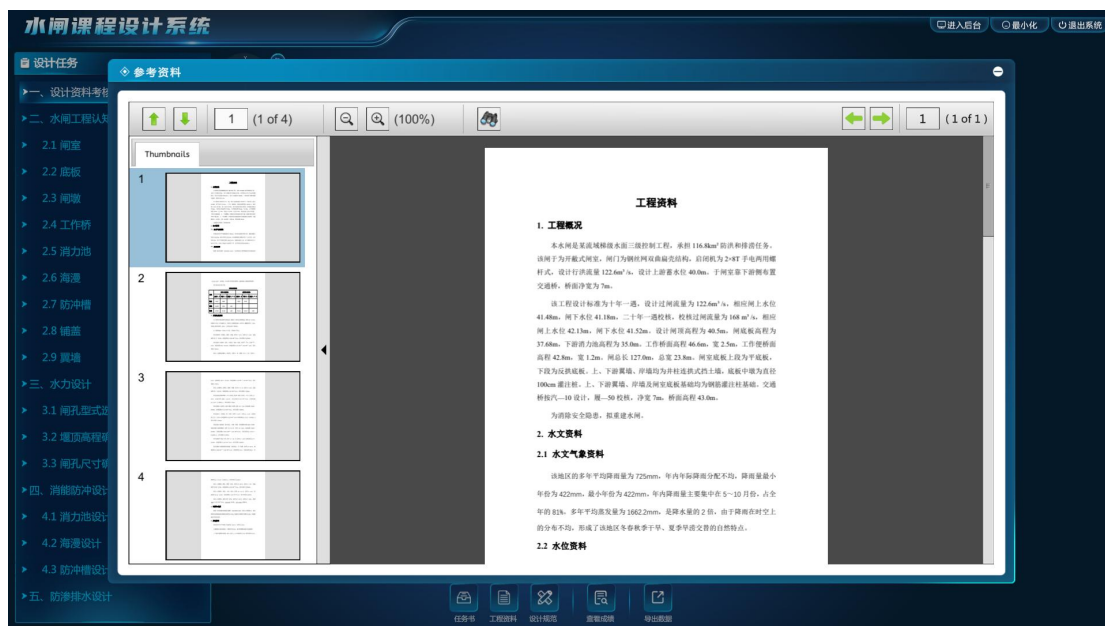 水闸课程设计系统
进入后台
最小化
退出系统
设计任务
参考资料
一、设计资料考核
二、水闸工程认知
2.1 闸室
2.2 底板
2.3 闸墩
2.4 工作桥
2.5 消力池
2.6 海漫
2.7 防冲槽
2.8 铺盖
2.9 翼墙
三、水力设计
3.1 闸孔型式选
3.2 堰顶高程确
3.3 闸孔尺寸确
四、消能防冲设计
4.1 消力池设计
4.2 海漫设计
4.3 防冲槽设计
五、防渗排水设计
1 (1 of 4)
(100%)
1 (1 of 1)
Thumbnails
1
2
3
4
工程资料
1. 工程概况
本水闸是某流域梯级水面三级控制工程，承担 116.8km² 防洪和排涝任务。
该闸于为开敞式闸室，闸门为钢丝网双曲扁壳结构，启闭机为 2×8T 手电两用螺
杆式，设计行洪流量 122.6m³/s，设计上游蓄水位 40.0m。于闸室靠下游侧布置
交通桥，桥面净宽为 7m。
该工程设计标准为十年一遇，设计过闸流量为 122.6m³/s，相应闸上水位
41.48m，闸下水位 41.18m，二十年一遇校核，校核过闸流量为 168 m³/s，相应
闸上水位 42.13m，闸下水位 41.52m。设计闸顶高程为 40.5m，闸底板高程为
37.68m，下游消力池高程为 35.0m，工作桥面高程 46.6m，宽 2.5m，工作便桥面
高程 42.8m，宽 1.2m。闸总长 127.0m，总宽 23.8m。闸室底板上段为平底板，
下段为反拱底板。上、下游翼墙、岸墙均为井柱连拱式挡土墙，底板中墩为直径
100cm 灌注桩。上、下游翼墙、岸墙及闸室底板基础均为钢筋灌注柱基础。交通
桥按汽—10 设计，履—50 校核，净宽 7m，桥面高程 43.0m。
为消除安全隐患，拟重建水闸。
2. 水文资料
2.1 水文气象资料
该地区的多年平均降雨量为 725mm，年内年际降雨分配不均，降雨量最小
年份为 422mm，最小年份为 422mm，年内降雨量主要集中在 5～10 月份，占全
年的 81%，多年平均蒸发量为 1662.2mm，是降水量的 2 倍，由于降雨在时空上
的分布不均，形成了该地区冬春秋季干旱、夏季旱涝交替的自然特点。
2.2 水位资料
任务书
工程资料
设计规范
查看成绩
导出数据